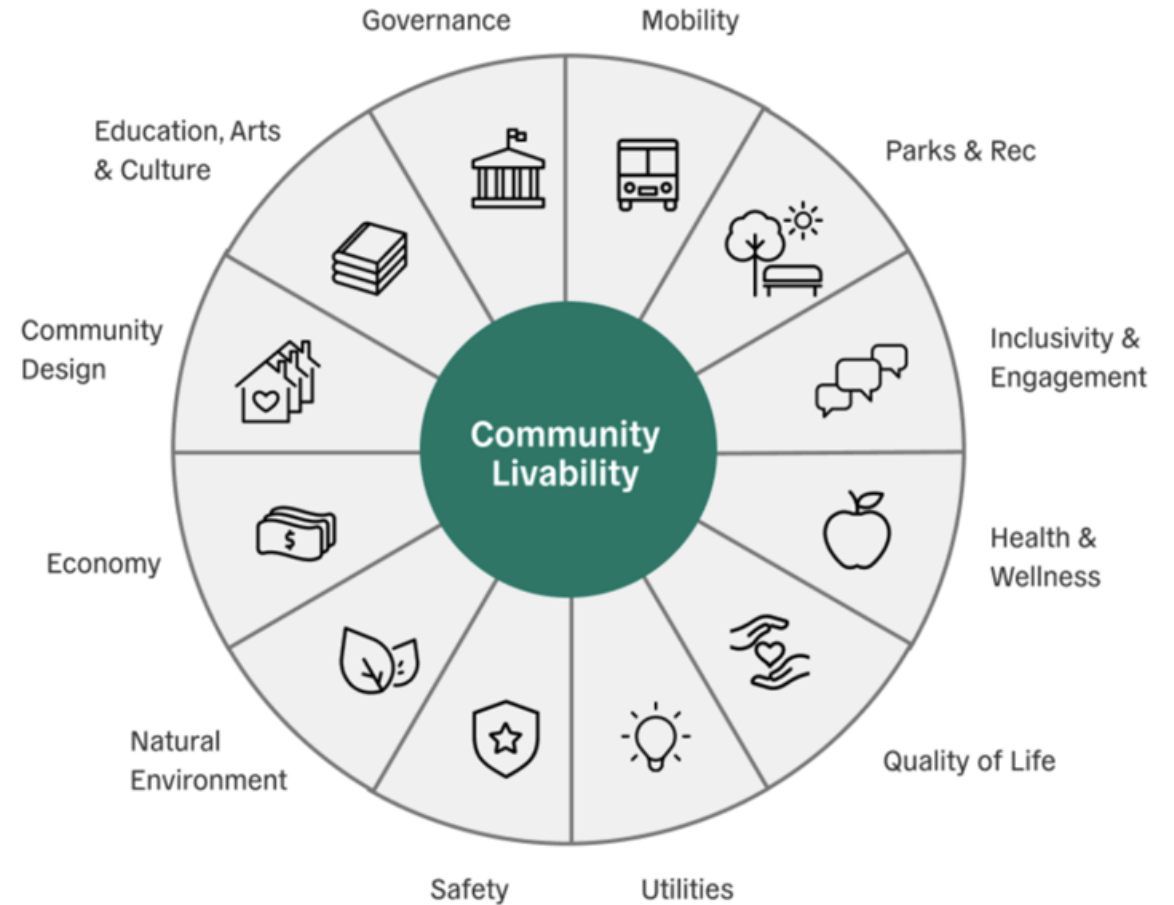 Governance
Mobility
Education, Arts
& Culture
Parks & Rec
Community
Design
Inclusivity &
Engagement
Community
Livability
$
Economy
Health &
Wellness
Natural
Environment
Quality of Life
Safety
Utilities